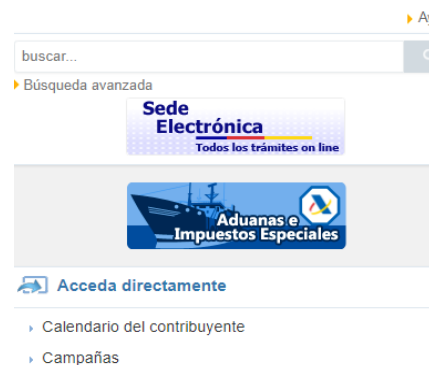 buscar...
Búsqueda avanzada
Sede
Electrónica
Todos los trámites on line
Aduanas e
Impuestos Especiales
Acceda directamente
Calendario del contribuyente
Campañas